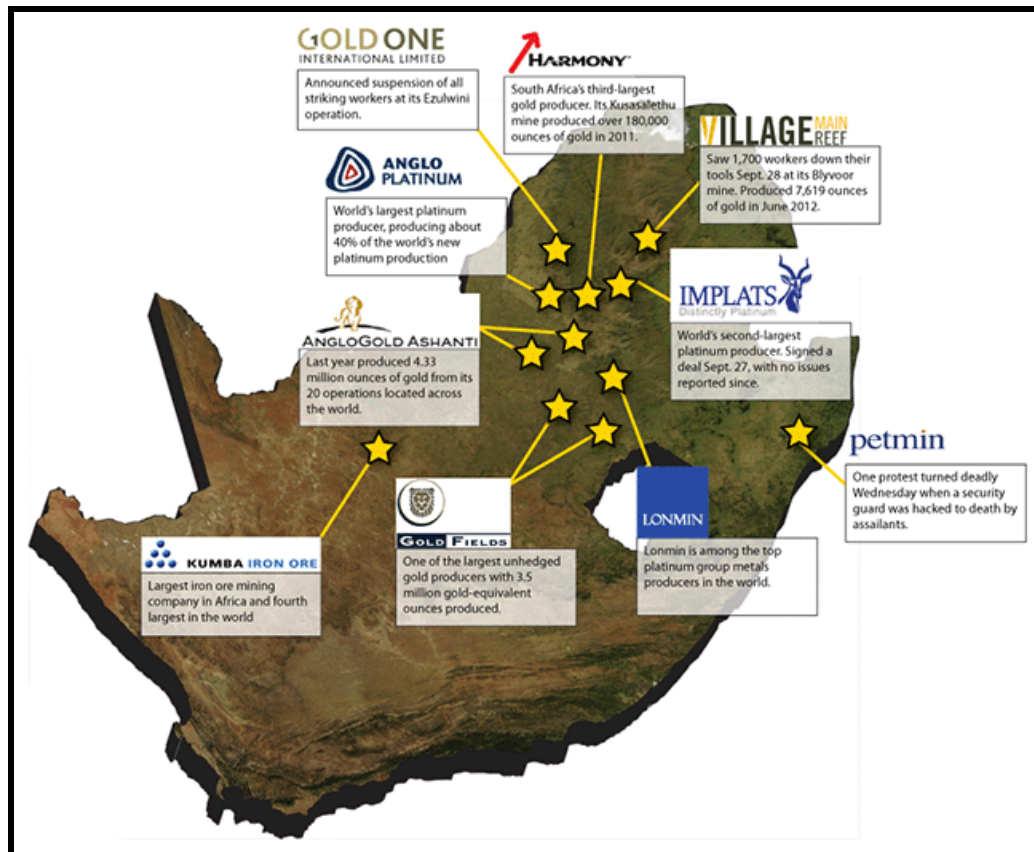 GOLD ONE
INTERNATIONAL LIMITED
Announced suspension of all
striking workers at its Ezulwini
operation.
HARMONY™
South Africa's third-largest
gold producer. Its Kusasalethu
mine produced over 180,000
ounces of gold in 2011.
VILLAGE MAIN
REEF
Saw 1,700 workers down their
tools Sept. 28 at its Blyvoor
mine. Produced 7,619 ounces
of gold in June 2012.
ANGLO
PLATINUM
World's largest platinum
producer, producing about
40% of the world's new
platinum production
IMPLATS
Distinctly Platinum
World's second-largest
platinum producer. Signed a
deal Sept. 27, with no issues
reported since.
ANGLOGOLD ASHANTI
Last year produced 4.33
million ounces of gold from its
20 operations located across
the world.
petmin
One protest turned deadly
Wednesday when a security
guard was hacked to death by
assailants.
GOLD FIELDS
One of the largest unhedged
gold producers with 3.5
million gold-equivalent
ounces produced.
LONMIN
Lonmin is among the top
platinum group metals
producers in the world.
KUMBA IRON ORE
Largest iron ore mining
company in Africa and fourth
largest in the world